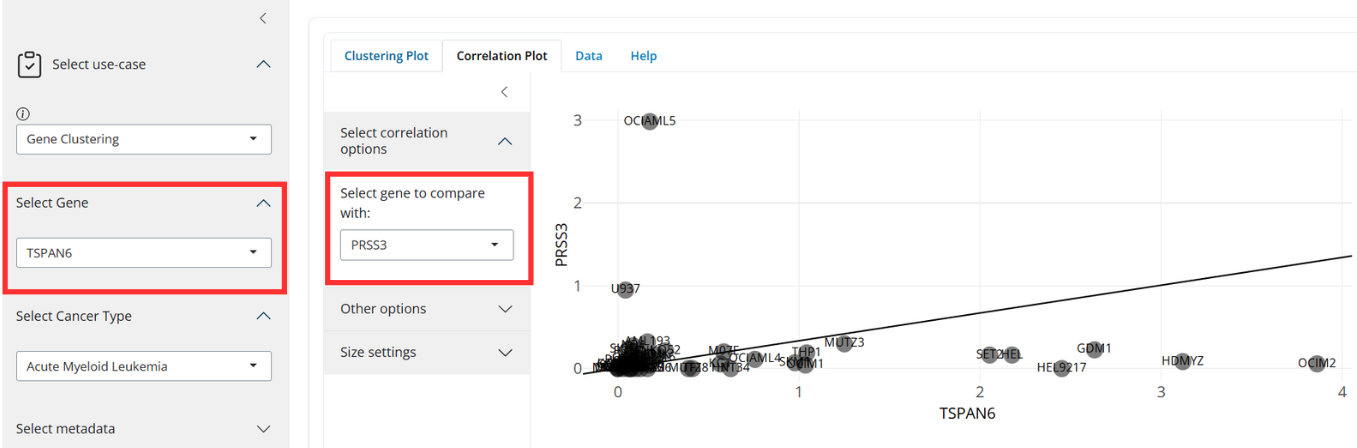 Select use-case
Gene Clustering
Select Gene
TSPAN6
Select Cancer Type
Acute Myeloid Leukemia
Select metadata
Clustering Plot
Correlation Plot
Data
Help
Select correlation
options
Select gene to compare
with:
PRSS3
Other options
Size settings
PRSS3
3
2
1
0
OCIAML5
U937
AML193
M07E
OCIAML4
THP1
OCIM1
MUTZ3
SET2
HEL
HEL9217
GDM1
HDMYZ
OCIM2
0
1
2
3
4
TSPAN6